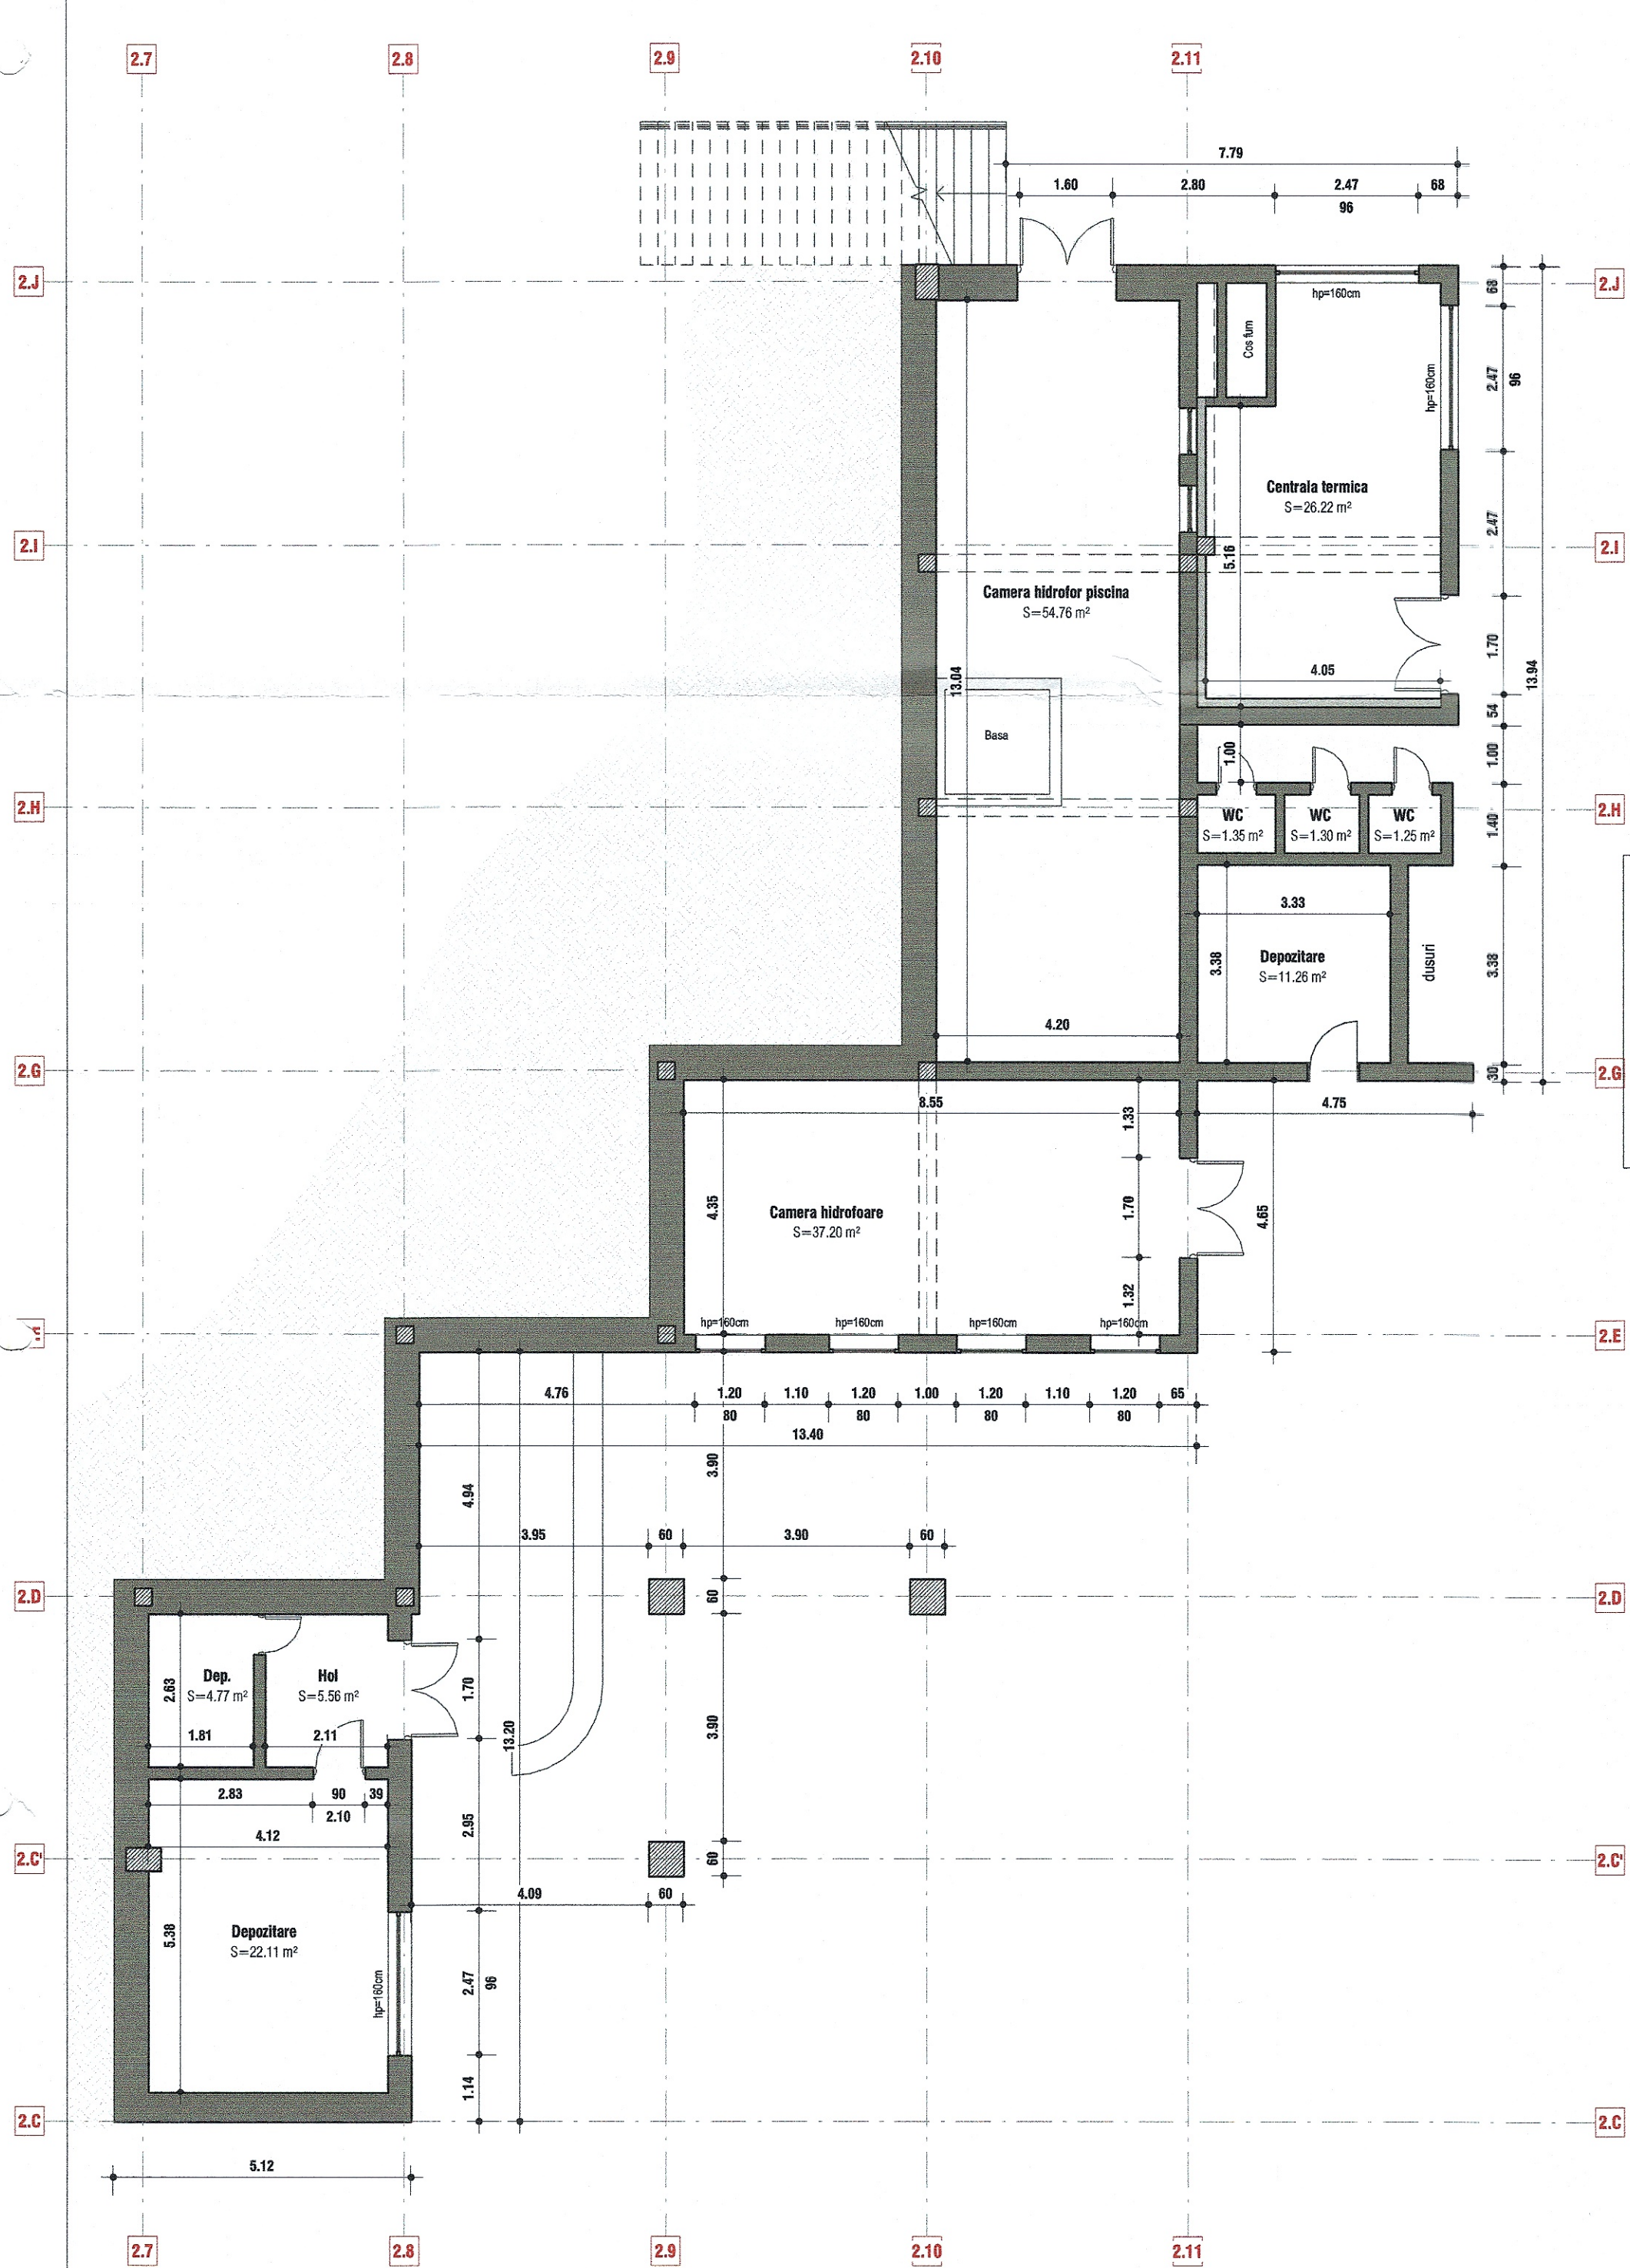 2.7 2.8 2.9 2.10 2.11
7.79
1.60 2.80 2.47 68
96
2.J 2.J
hp=160cm
68
Cos fum
2.47
96
hp=160cm
Centrala termica
S=26.22 m²
2.47
2.I 2.I
5.16
Camera hidrofor piscina
S=54.76 m²
1.70
4.05
13.04
13.94
54
Basa
1.00
1.00
2.H 2.H
WC WC WC
S=1.35 m² S=1.30 m² S=1.25 m²
1.40
3.33
Depozitare
S=11.26 m²
3.38
dusuri
3.38
4.20
2.G 2.G
30
8.55
4.75
1.33
4.35
Camera hidrofoare
S=37.20 m²
1.70
4.65
1.32
hp=160cm hp=160cm hp=160cm hp=160cm
2.E
4.76 1.20 1.10 1.20 1.00 1.20 1.10 1.20 65
80 80 80 80
13.40
3.90
4.94
3.95 60 3.90 60
2.D 2.D
60
Dep. Hol
S=4.77 m² S=5.56 m²
2.63
1.70
1.81 2.11
13.20
3.90
2.83 90 39
2.10
2.95
4.12
2.C' 2.C'
60
4.09 60
Depozitare
S=22.11 m²
5.38
hp=160cm
2.47
96
1.14
2.C 2.C
5.12
2.7 2.8 2.9 2.10 2.11